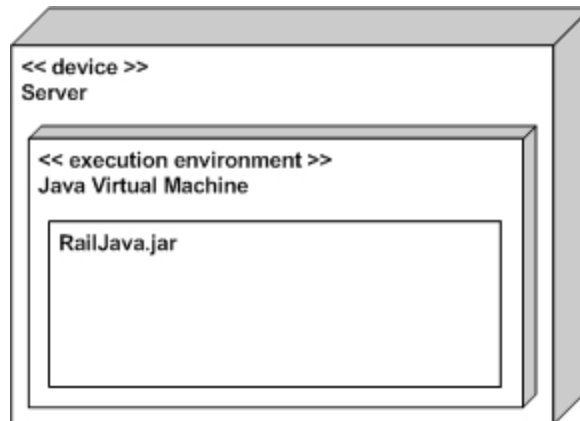 << device >>
Server
<< execution environment >>
Java Virtual Machine
RailJava.jar